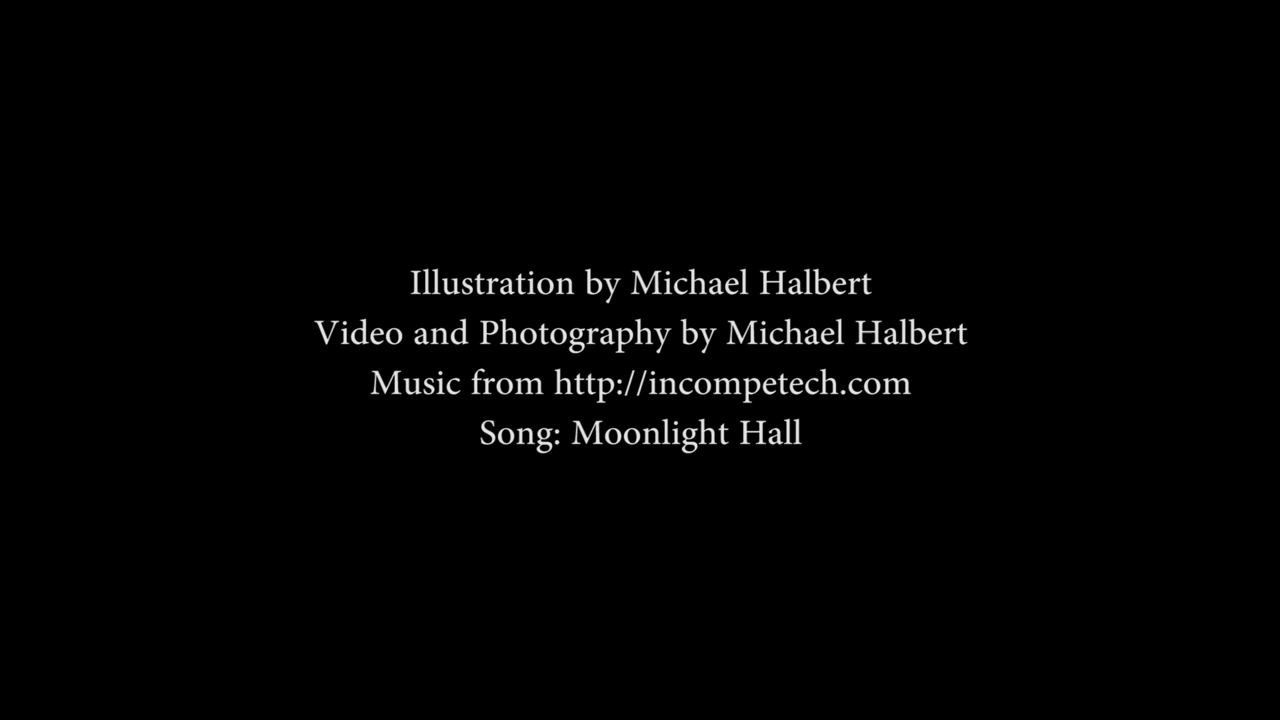 Illustration by Michael Halbert
Video and Photography by Michael Halbert
Music from http://incompetech.com
Song: Moonlight Hall